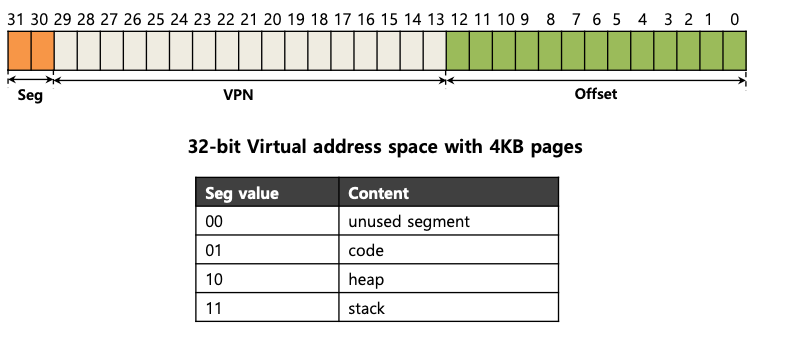 31 30 29 28 27 26 25 24 23 22 21 20 19 18 17 16 15 14 13 12 11 10 9 8 7 6 5 4 3 2 1 0
Seg VPN Offset
32-bit Virtual address space with 4KB pages
Seg value Content
00 unused segment
01 code
10 heap
11 stack